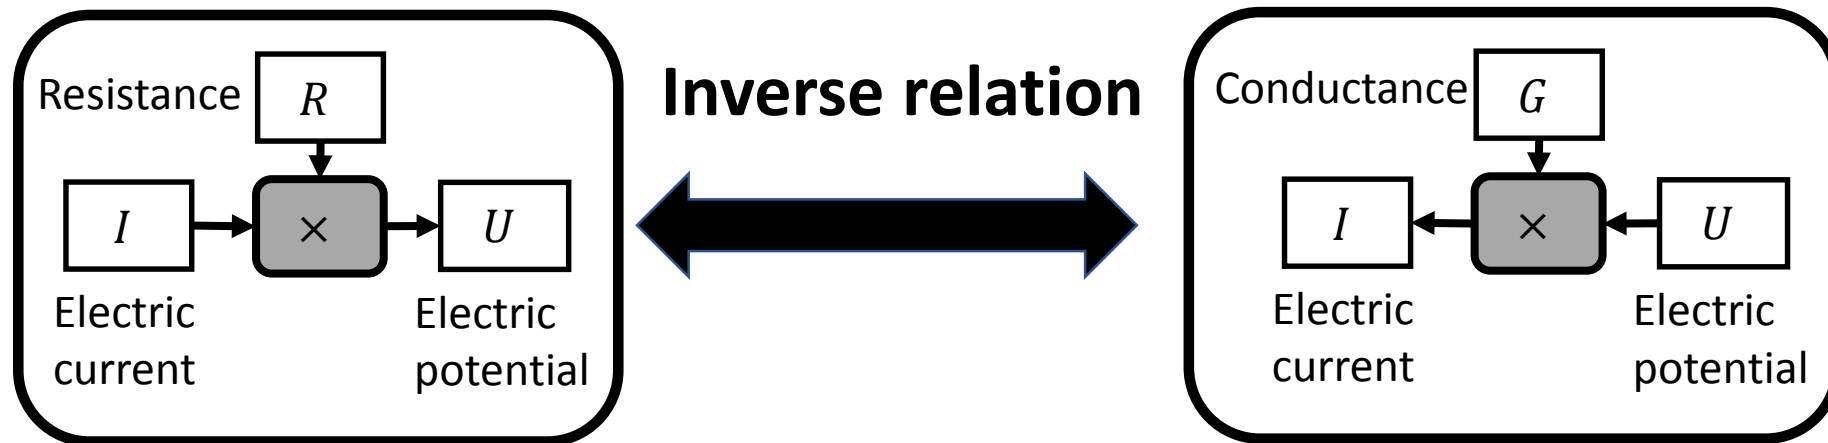 Resistance
R
I
×
U
Electric
current
Electric
potential
Inverse relation
Conductance
G
I
×
U
Electric
current
Electric
potential